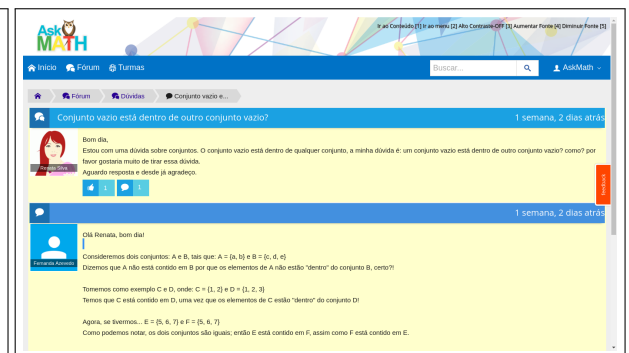 Ask
MATH
Ir ao Conteúdo [1] Ir ao menu [2] Alto Contraste-OFF [3] Aumentar Fonte [4] Diminuir Fonte [5]
Início Fórum Turmas Buscar... AskMath
Fórum Dúvidas Conjunto vazio e...
Conjunto vazio está dentro de outro conjunto vazio? 1 semana, 2 dias atrás
Bom dia,
Estou com uma dúvida sobre conjuntos. O conjunto vazio está dentro de qualquer conjunto, a minha dúvida é: um conjunto vazio está dentro de outro conjunto vazio? como? por
favor gostaria muito de tirar essa dúvida.
Aguardo resposta e desde já agradeço.
Renata Silva
1 1
Feedback
1 semana, 2 dias atrás
Olá Renata, bom dia!
Fernanda Azevedo
Consideremos dois conjuntos: A e B, tais que: A = {a, b} e B = {c, d, e}
Dizemos que A não está contido em B por que os elementos de A não estão "dentro" do conjunto B, certo?!
Tomemos como exemplo C e D, onde: C = {1, 2} e D = {1, 2, 3}
Temos que C está contido em D, uma vez que os elementos de C estão "dentro" do conjunto D!
Agora, se tivermos... E = {5, 6, 7} e F = {5, 6, 7}
Como podemos notar, os dois conjuntos são iguais; então E está contido em F, assim como F está contido em E.